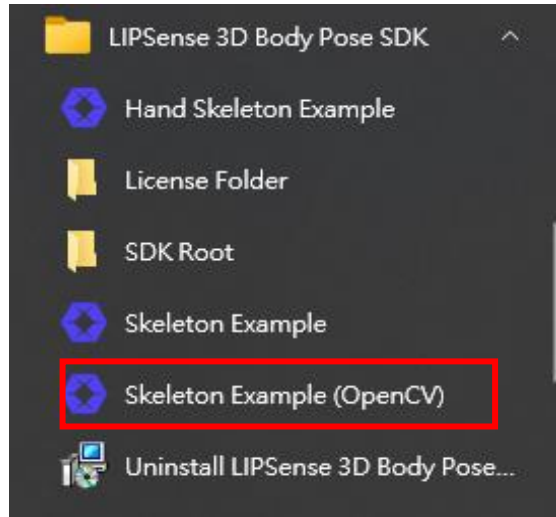 LIPSense 3D Body Pose SDK
Hand Skeleton Example
License Folder
SDK Root
Skeleton Example
Skeleton Example (OpenCV)
Uninstall LIPSense 3D Body Pose...